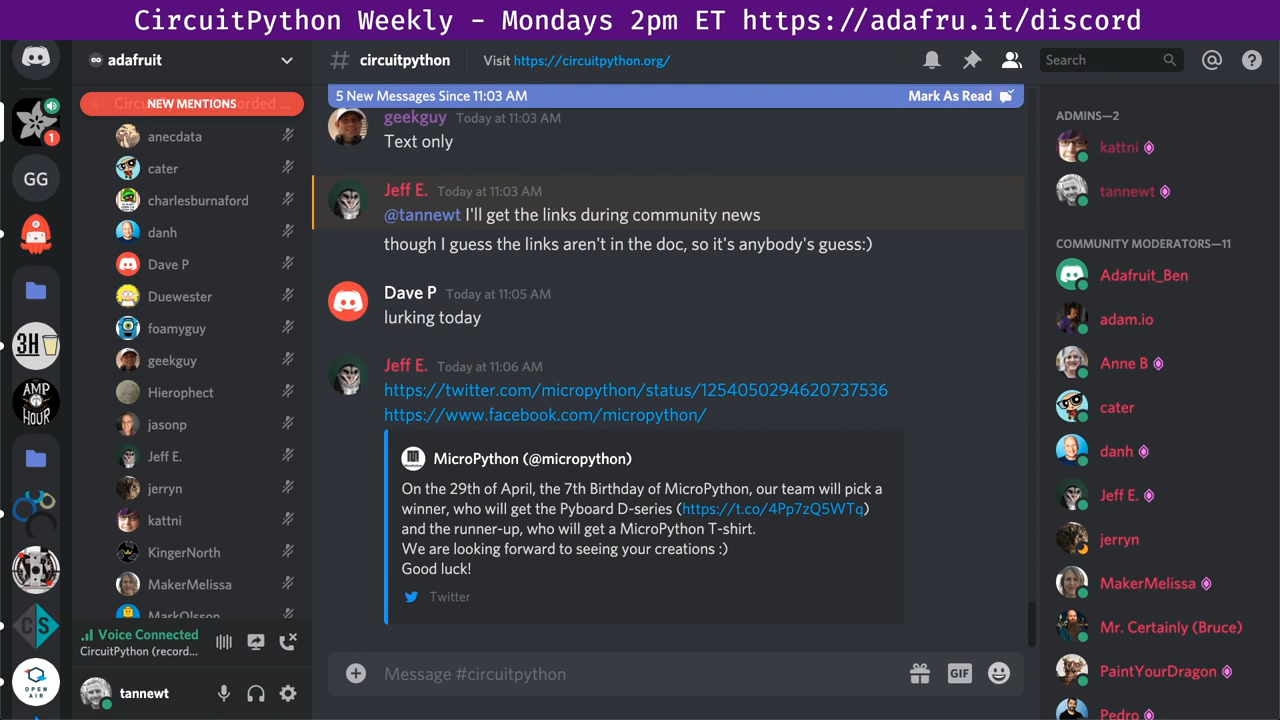 CircuitPython Weekly - Mondays 2pm ET https://adafru.it/discord
adafruit
NEW MENTIONS
anecdata
cater
charlesburnaford
danh
Dave P
Duewester
foamyguy
geekguy
Hierophect
jasonp
Jeff E.
jerryn
kattni
KingerNorth
MakerMelissa
MarkOlsson
Voice Connected
CircuitPython (record...
tannewt
1
GG
3H
AMP
HOUR
CS
OPEN
AIR
# circuitpython
Visit https://circuitpython.org/
Search
5 New Messages Since 11:03 AM
Mark As Read
geekguy Today at 11:03 AM
Text only
Jeff E. Today at 11:03 AM
@tannewt I'll get the links during community news
though I guess the links aren't in the doc, so it's anybody's guess:)
Dave P Today at 11:05 AM
lurking today
Jeff E. Today at 11:06 AM
https://twitter.com/micropython/status/1254050294620737536
https://www.facebook.com/micropython/
MicroPython (@micropython)
On the 29th of April, the 7th Birthday of MicroPython, our team will pick a
winner, who will get the Pyboard D-series (https://t.co/4Pp7zQ5WTq)
and the runner-up, who will get a MicroPython T-shirt.
We are looking forward to seeing your creations :)
Good luck!
Twitter
Message #circuitpython
GIF
ADMINS—2
kattni
tannewt
COMMUNITY MODERATORS—11
Adafruit_Ben
adam.io
Anne B
cater
danh
Jeff E.
jerryn
MakerMelissa
Mr. Certainly (Bruce)
PaintYourDragon
Pedro